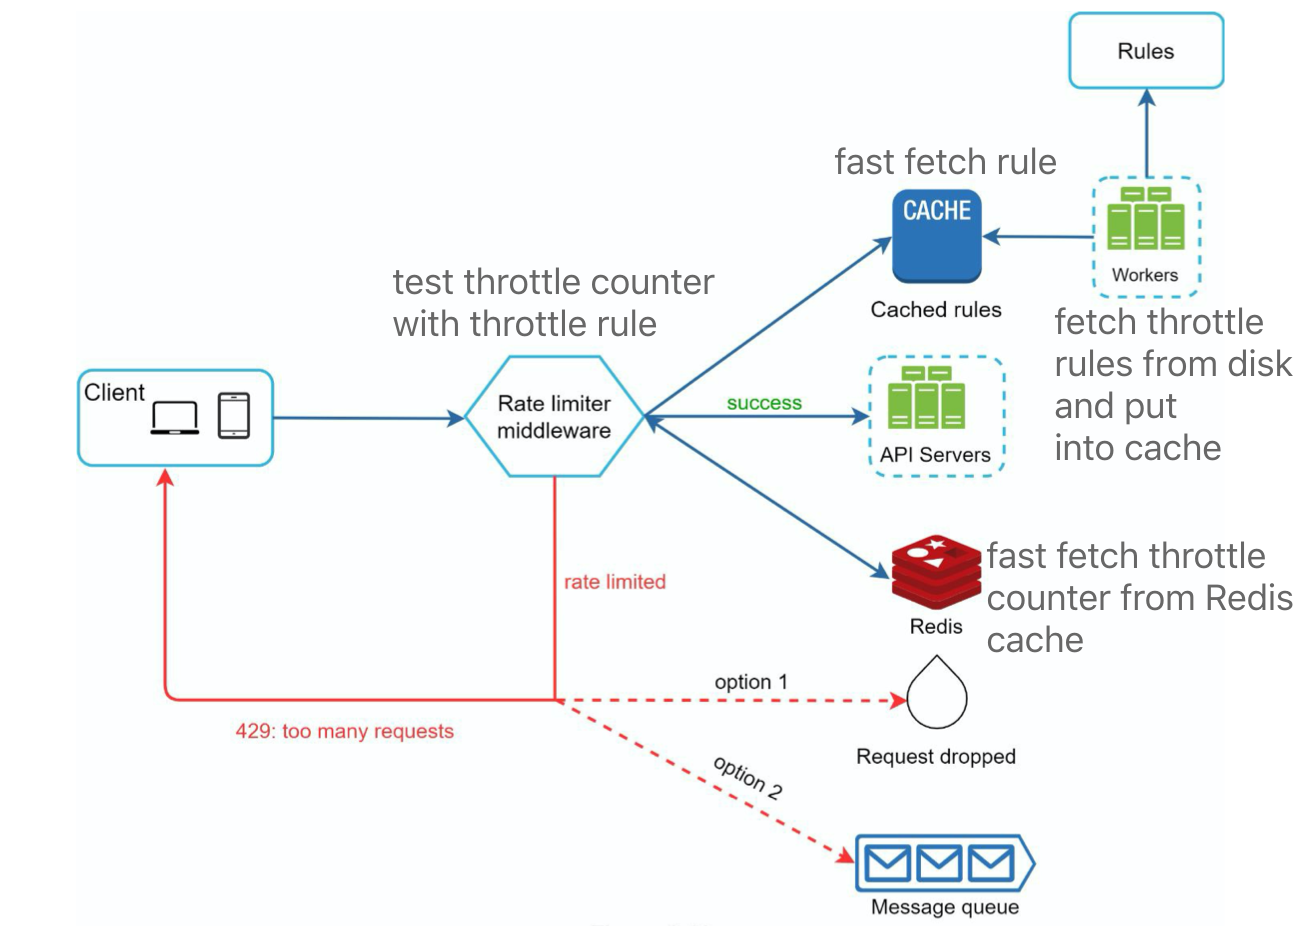 Rules
fast fetch rule
CACHE
Cached rules
Workers
fetch throttle
rules from disk
and put
into cache
test throttle counter
with throttle rule
Client
Rate limiter
middleware
success
API Servers
rate limited
Redis
fast fetch throttle
counter from Redis
cache
option 1
429: too many requests
Request dropped
option 2
Message queue